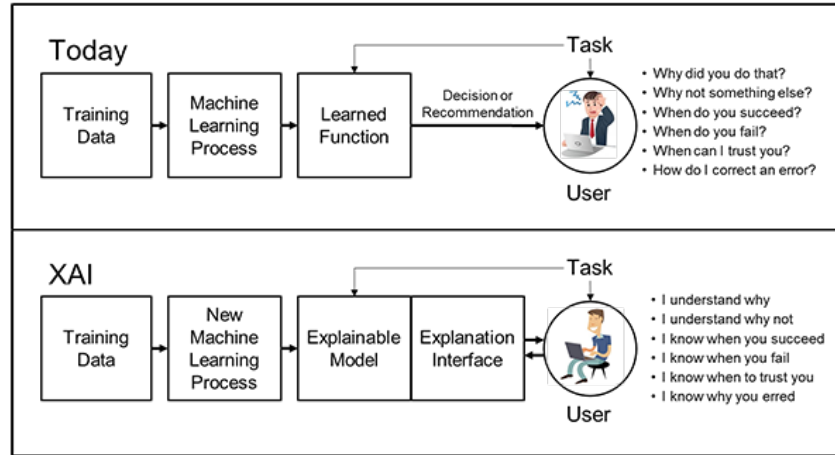 Today
Task
Training
Data
Machine
Learning
Process
Learned
Function
Decision or
Recommendation
User
• Why did you do that?
• Why not something else?
• When do you succeed?
• When do you fail?
• When can I trust you?
• How do I correct an error?
XAI
Task
Training
Data
New
Machine
Learning
Process
Explainable
Model
Explanation
Interface
User
• I understand why
• I understand why not
• I know when you succeed
• I know when you fail
• I know when to trust you
• I know why you erred